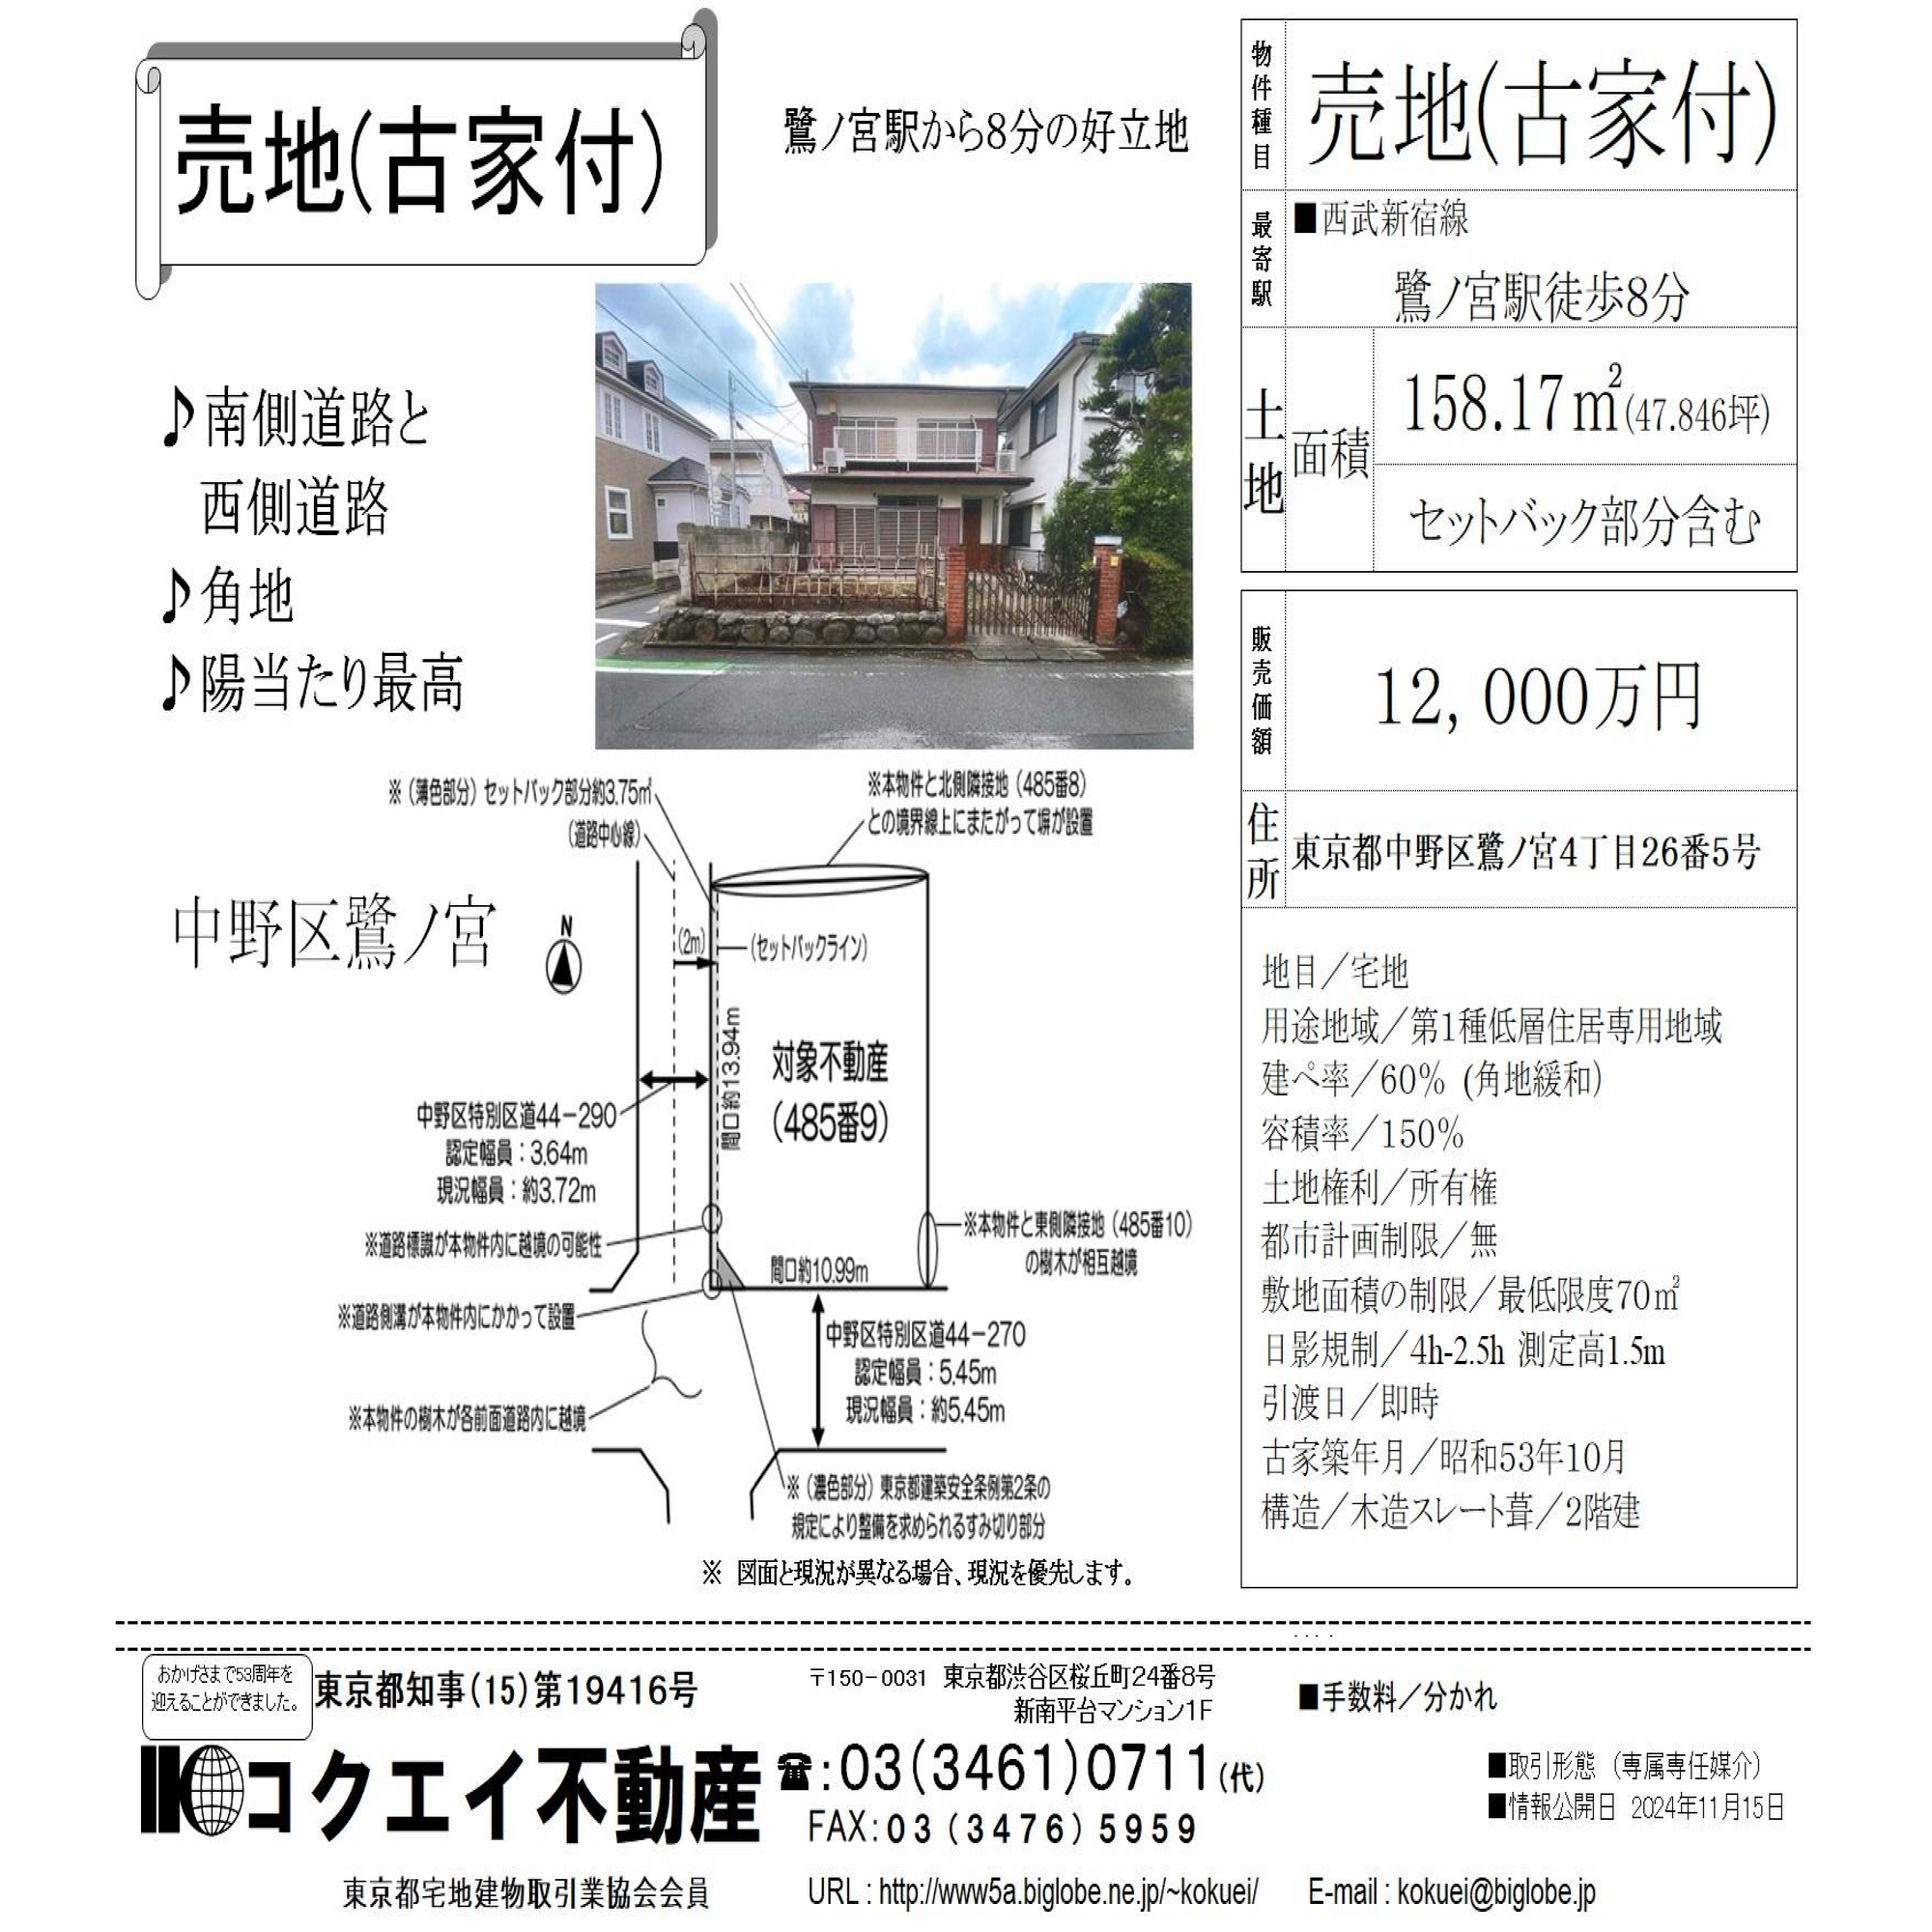 売地(古家付)
鷺ノ宮駅から8分の好立地
♪南側道路と
西側道路
♪角地
♪陽当たり最高
中野区鷺ノ宮
※(薄色部分)セットバック部分約3.75㎡
(道路中心線)
※本物件と北側隣接地(485番8)
との境界線上にまたがって塀が設置
N
(2m)
(セットバックライン)
間口約13.94m
対象不動産
(485番9)
中野区特別区道44-290
認定幅員:3.64m
現況幅員:約3.72m
※道路標識が本物件内に越境の可能性
※本物件と東側隣接地(485番10)
の樹木が相互越境
間口約10.99m
※道路側溝が本物件内にかかって設置
中野区特別区道44-270
認定幅員:5.45m
現況幅員:約5.45m
※本物件の樹木が各前面道路内に越境
※(濃色部分)東京都建築安全条例第2条の
規定により整備を求められるすみ切り部分
※ 図面と現況が異なる場合、現況を優先します。
物件種目
売地(古家付)
最寄駅
■西武新宿線
鷺ノ宮駅徒歩8分
土地
面積
158.17㎡(47.846坪)
セットバック部分含む
販売価額
12,000万円
住所
東京都中野区鷺ノ宮4丁目26番5号
地目/宅地
用途地域/第1種低層住居専用地域
建ペ率/60% (角地緩和)
容積率/150%
土地権利/所有権
都市計画制限/無
敷地面積の制限/最低限度70㎡
日影規制/4h-2.5h 測定高1.5m
引渡日/即時
古家築年月/昭和53年10月
構造/木造スレート葺/2階建
おかげさまで53周年を
迎えることができました。
東京都知事(15)第19416号
〒150-0031 東京都渋谷区桜丘町24番8号
新南平台マンション1F
■手数料/分かれ
コクエイ不動産
☎:03(3461)0711(代)
FAX:03(3476)5959
■取引形態 (専属専任媒介)
■情報公開日 2024年11月15日
東京都宅地建物取引業協会会員
URL : http://www5a.biglobe.ne.jp/~kokuei/
E-mail : kokuei@biglobe.jp